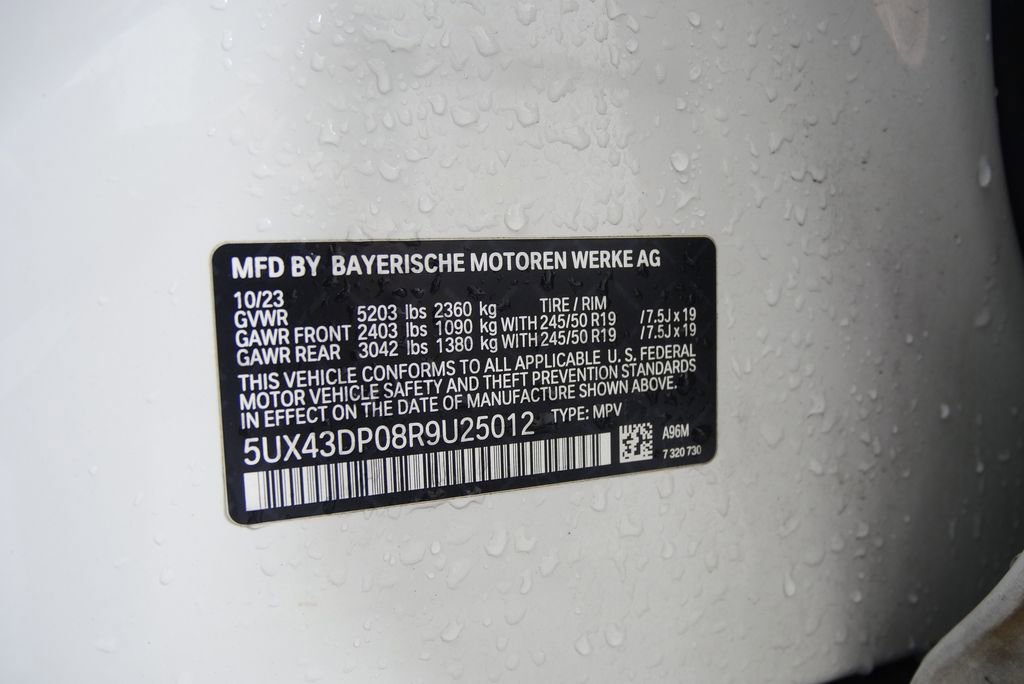 MFD BY BAYERISCHE MOTOREN WERKE AG
10/23 TIRE / RIM
GVWR 5203 lbs 2360 kg
GAWR FRONT 2403 lbs 1090 kg WITH 245/50 R19 /7.5J x 19
GAWR REAR 3042 lbs 1380 kg WITH 245/50 R19 /7.5J x 19
THIS VEHICLE CONFORMS TO ALL APPLICABLE U. S. FEDERAL
MOTOR VEHICLE SAFETY AND THEFT PREVENTION STANDARDS
IN EFFECT ON THE DATE OF MANUFACTURE SHOWN ABOVE.
5UX43DP08R9U25012 TYPE: MPV
A96M
7 320 730